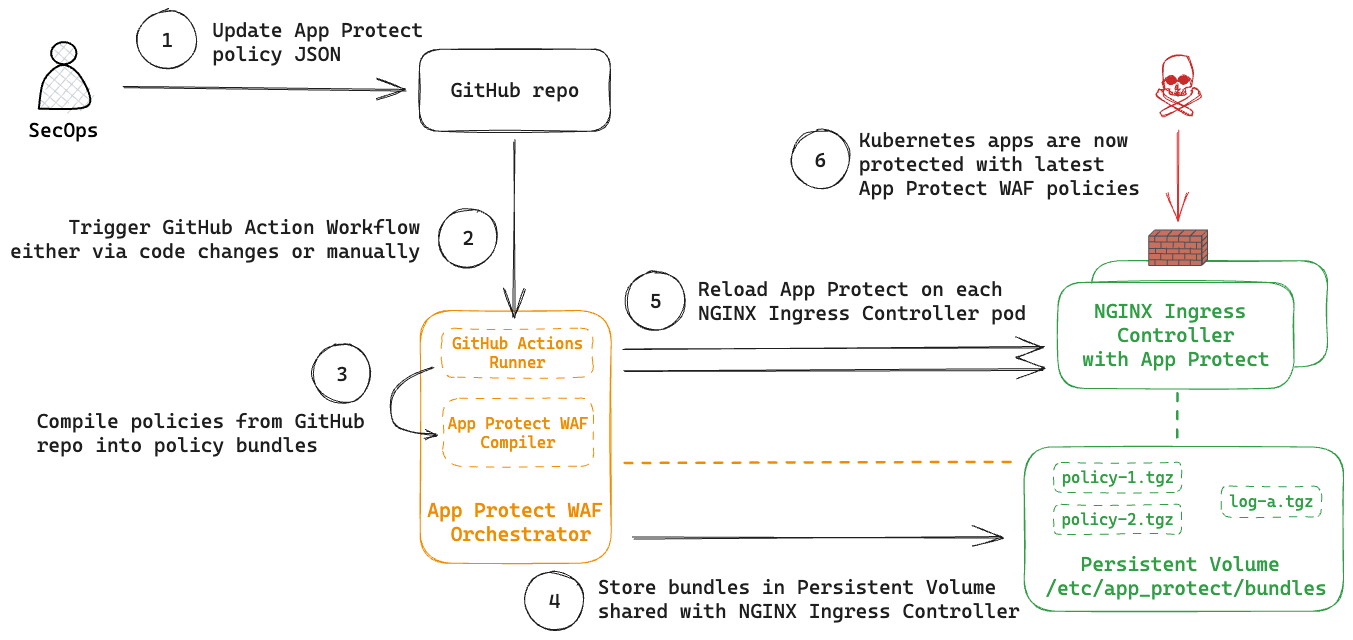 1
Update App Protect
policy JSON
SecOps
GitHub repo
Trigger GitHub Action Workflow
either via code changes or manually
2
GitHub Actions
Runner
3
Compile policies from GitHub
repo into policy bundles
App Protect WAF
Compiler
App Protect WAF
Orchestrator
4
Store bundles in Persistent Volume
shared with NGINX Ingress Controller
5
Reload App Protect on each
NGINX Ingress Controller pod
6
Kubernetes apps are now
protected with latest
App Protect WAF policies
NGINX Ingress
Controller
with App Protect
policy-1.tgz
policy-2.tgz
log-a.tgz
Persistent Volume
/etc/app_protect/bundles